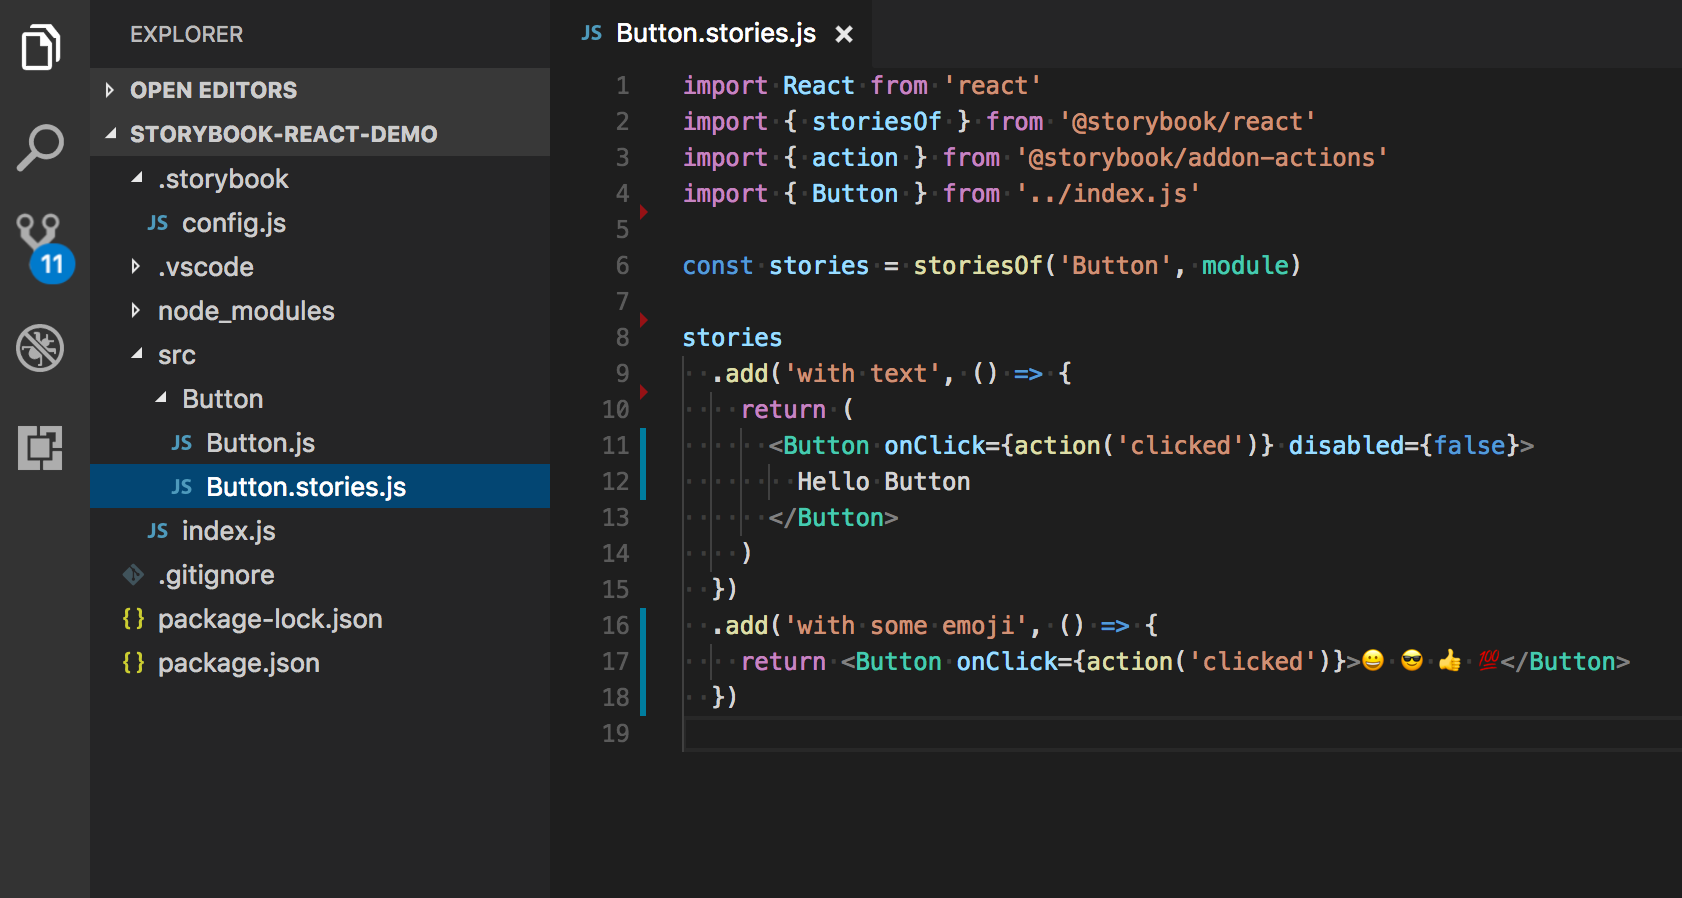 EXPLORER
OPEN EDITORS
STORYBOOK-REACT-DEMO
.storybook
JS config.js
.vscode
node_modules
src
Button
JS Button.js
JS Button.stories.js
JS index.js
.gitignore
{} package-lock.json
{} package.json
11
JS Button.stories.js ×
1 import React from 'react'
2 import { storiesOf } from '@storybook/react'
3 import { action } from '@storybook/addon-actions'
4 import { Button } from '../index.js'
5
6 const stories = storiesOf('Button', module)
7
8 stories
9   .add('with text', () => {
10     return (
11       <Button onClick={action('clicked')} disabled={false}>
12         Hello Button
13       </Button>
14     )
15   })
16   .add('with some emoji', () => {
17     return <Button onClick={action('clicked')}>😀 😎 👍 💯</Button>
18   })
19